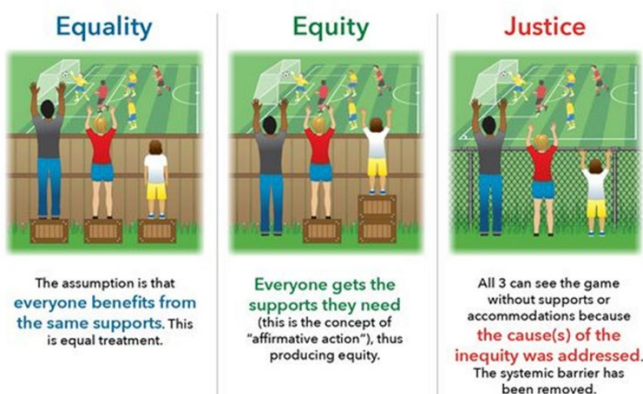 Equality
The assumption is that
everyone benefits from
the same supports. This
is equal treatment.
Equity
Everyone gets the
supports they need
(this is the concept of
"affirmative action"), thus
producing equity.
Justice
All 3 can see the game
without supports or
accommodations because
the cause(s) of the
inequity was addressed.
The systemic barrier has
been removed.